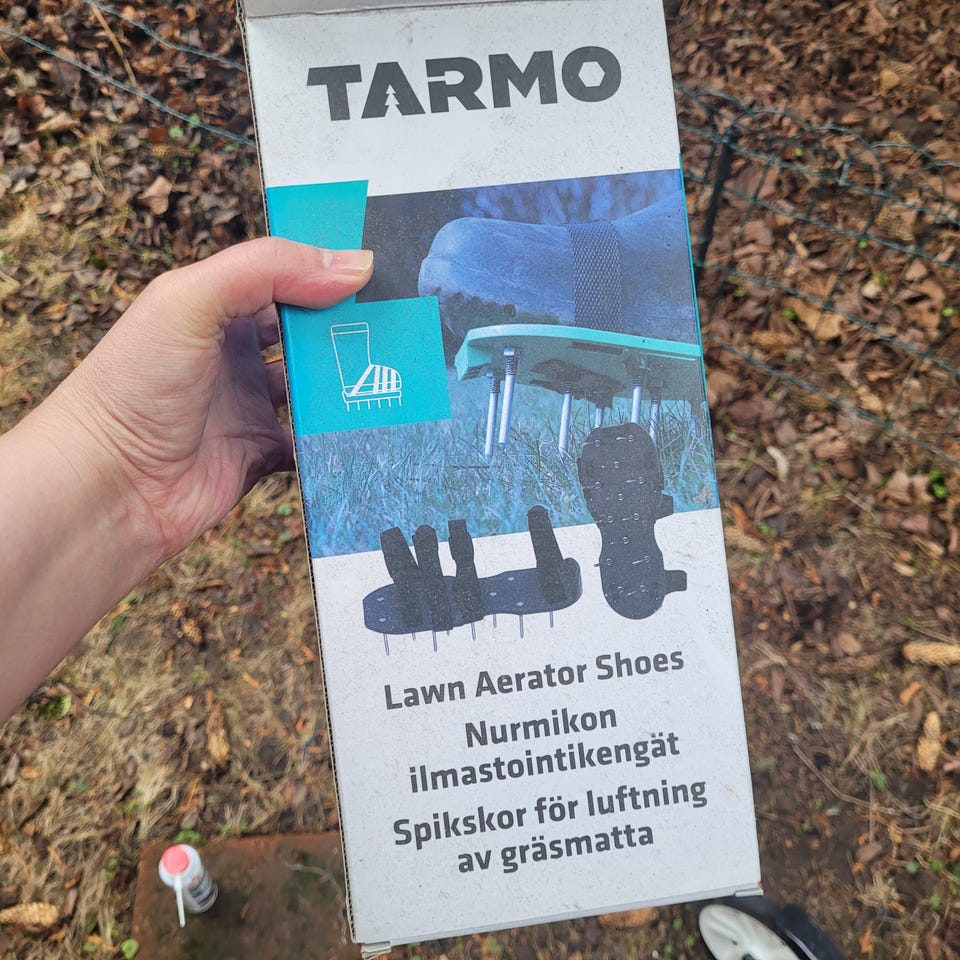 TARMO
Lawn Aerator Shoes
Nurmikon
ilmastointikengät
Spikskor för luftning
av gräsmatta